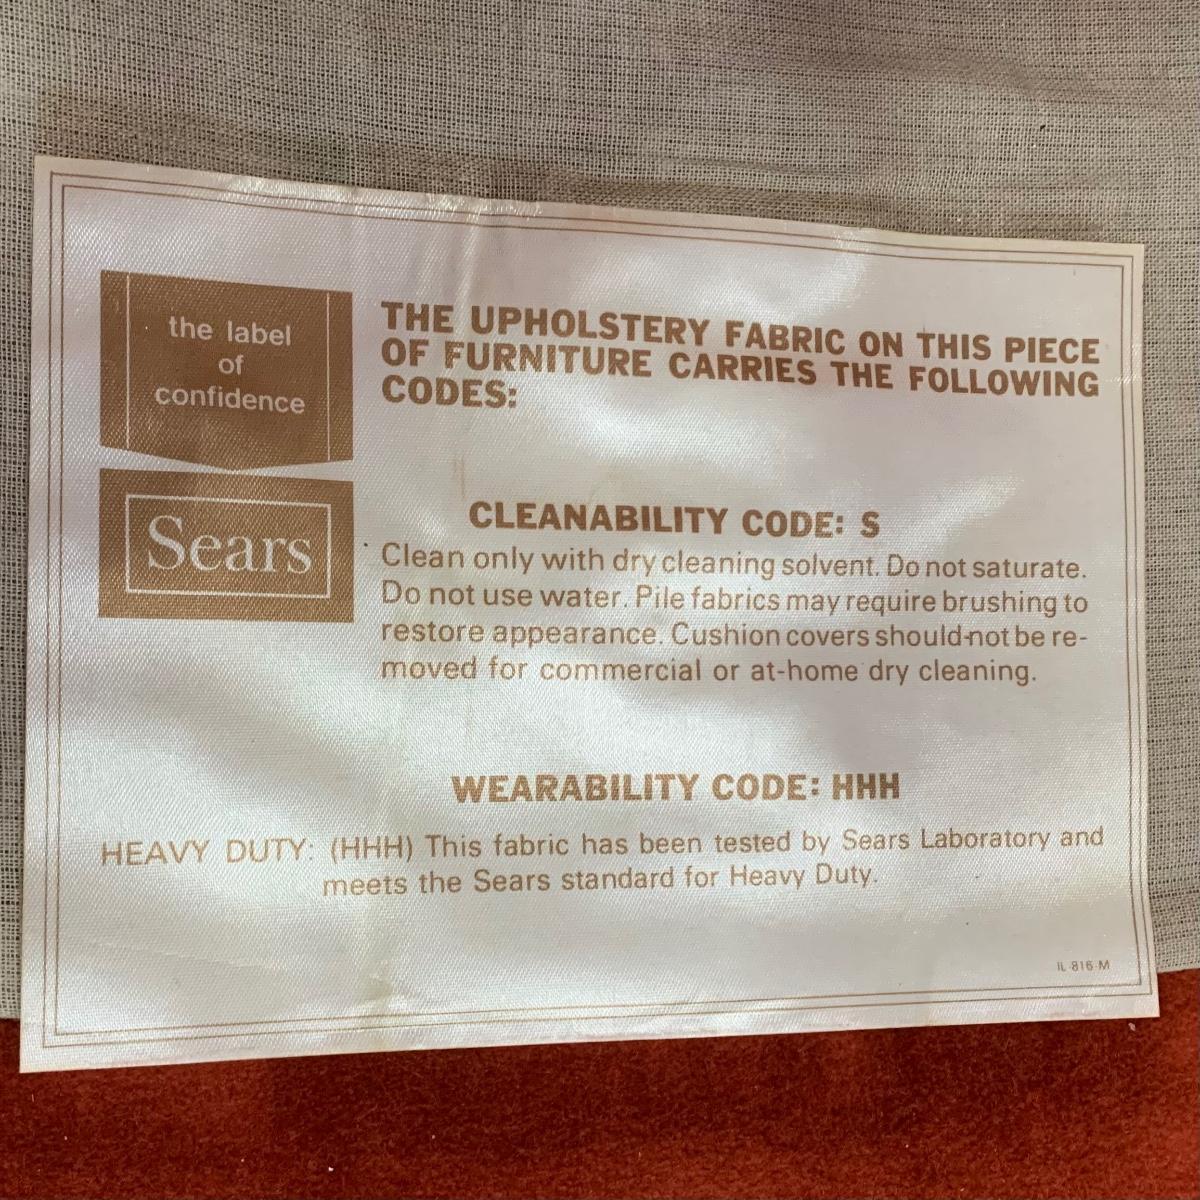 the label
of
confidence
Sears
THE UPHOLSTERY FABRIC ON THIS PIECE
OF FURNITURE CARRIES THE FOLLOWING
CODES:
CLEANABILITY CODE: S
Clean only with dry cleaning solvent. Do not saturate.
Do not use water. Pile fabrics may require brushing to
restore appearance. Cushion covers should not be re-
moved for commercial or at-home dry cleaning.
WEARABILITY CODE: HHH
HEAVY DUTY: (HHH) This fabric has been tested by Sears Laboratory and
meets the Sears standard for Heavy Duty.
IL-816-M